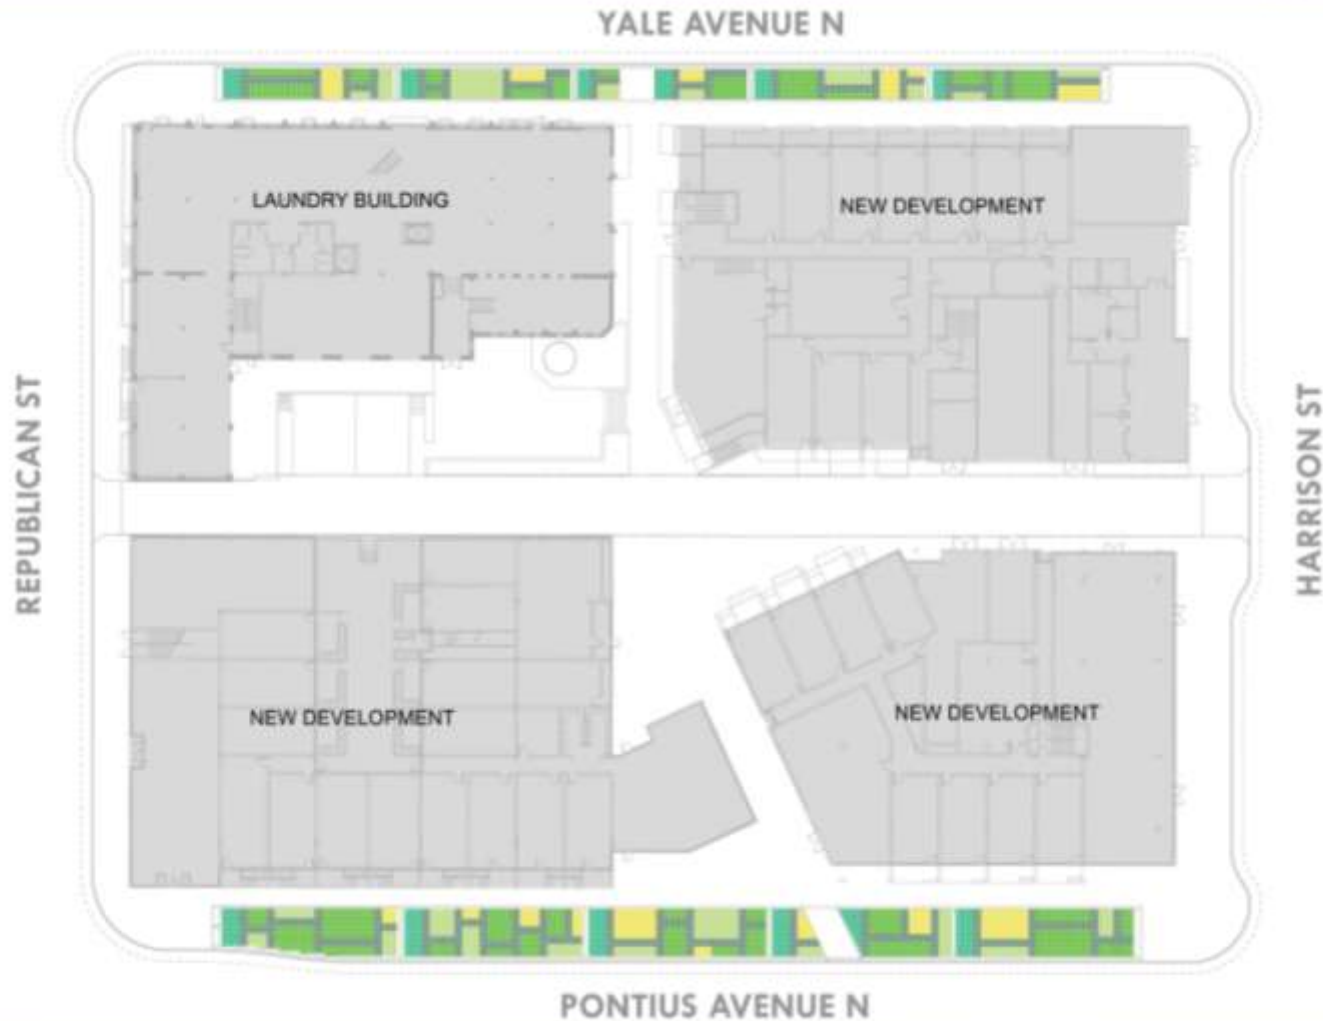 YALE AVENUE N
LAUNDRY BUILDING
NEW DEVELOPMENT
REPUBLICAN ST
HARRISON ST
NEW DEVELOPMENT
NEW DEVELOPMENT
PONTIUS AVENUE N